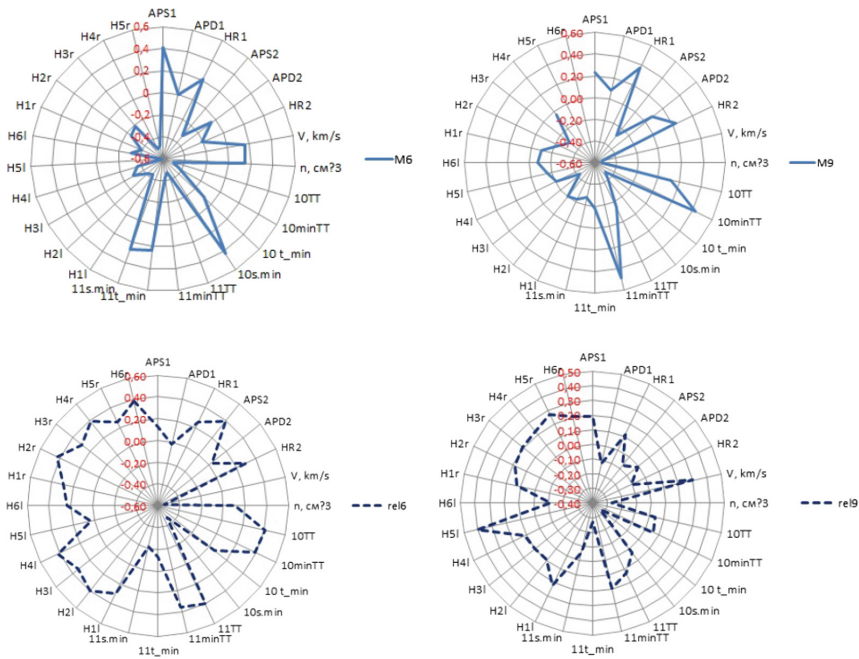 APS1
APD1
HR1
APS2
APD2
HR2
V, km/s
n, см?3
10TT
10minTT
10 t_min
10s.min
11TT
11minTT
11t_min
11s.min
H1l
H2l
H3l
H4l
H5l
H6l
H1r
H2r
H3r
H4r
H5r
0,6
0,4
0,2
0
-0,2
-0,4
-0,6
-0,8
M6
APS1
APD1
HR1
APS2
APD2
HR2
V, km/s
n, см?3
10TT
10minTT
10 t_min
10s.min
11TT
11minTT
11t_min
11s.min
H1l
H2l
H3l
H4l
H5l
H6l
H1r
H2r
H3r
H4r
H5r
H6r
0,60
0,40
0,20
0,00
-0,20
-0,40
-0,60
M9
APS1
APD1
HR1
APS2
APD2
HR2
V, km/s
n, см?3
10TT
10minTT
10 t_min
10s.min
11TT
11minTT
11t_min
11s.min
H1l
H2l
H3l
H4l
H5l
H6l
H1r
H2r
H3r
H4r
H5r
H6r
0,60
0,40
0,20
0,00
-0,20
-0,40
-0,60
rel6
APS1
APD1
HR1
APS2
APD2
HR2
V, km/s
n, см?3
10TT
10minTT
10 t_min
10s.min
11TT
11minTT
11t_min
11s.min
H1l
H2l
H3l
H4l
H5l
H6l
H1r
H2r
H3r
H4r
H5r
H6r
0,50
0,40
0,30
0,20
0,10
0,00
-0,10
-0,20
-0,30
-0,40
rel9